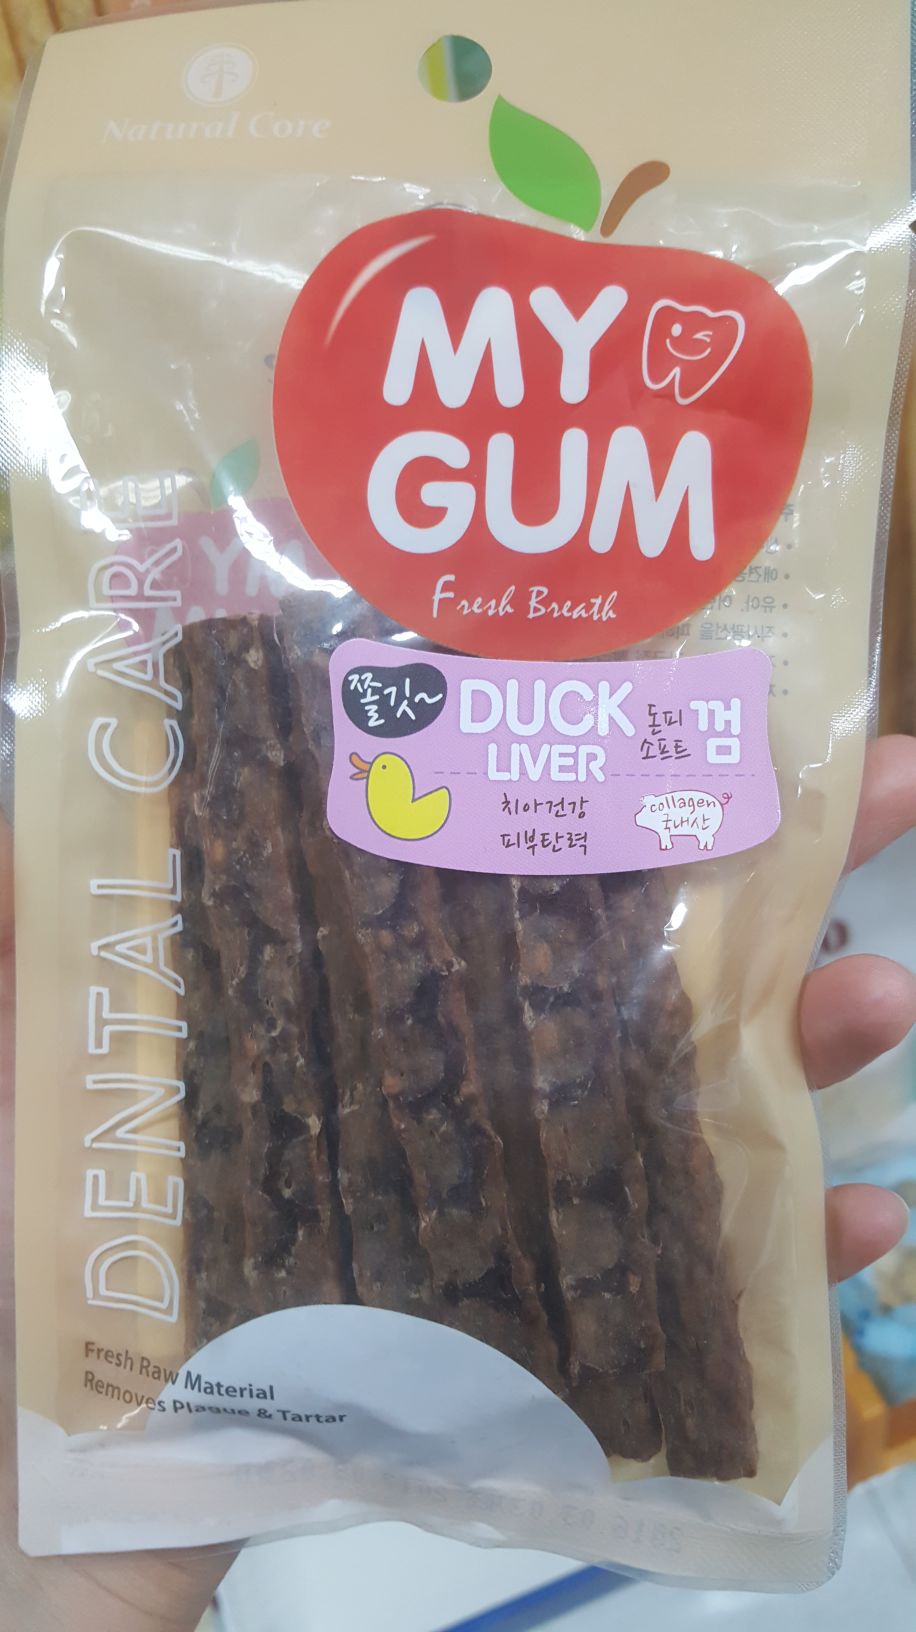 Natural Core
MY
GUM
Fresh Breath
쫄깃~
DUCK
LIVER
돈피
소프트
껌
치아건강
피부탄력
collagen
국내산
DENTAL CARE
Fresh Raw Material
Removes Plaque & Tartar